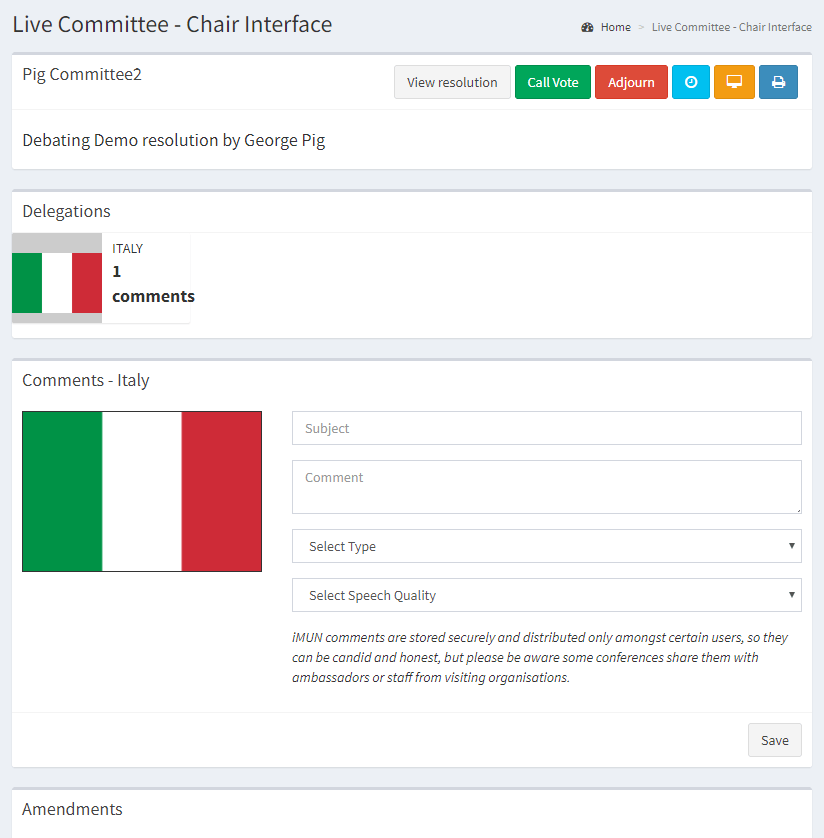 Live Committee - Chair Interface
Home > Live Committee - Chair Interface
Pig Committee2
View resolution
Call Vote
Adjourn
Debating Demo resolution by George Pig
Delegations
ITALY
1
comments
Comments - Italy
Subject
Comment
Select Type
Select Speech Quality
iMUN comments are stored securely and distributed only amongst certain users, so they
can be candid and honest, but please be aware some conferences share them with
ambassadors or staff from visiting organisations.
Save
Amendments